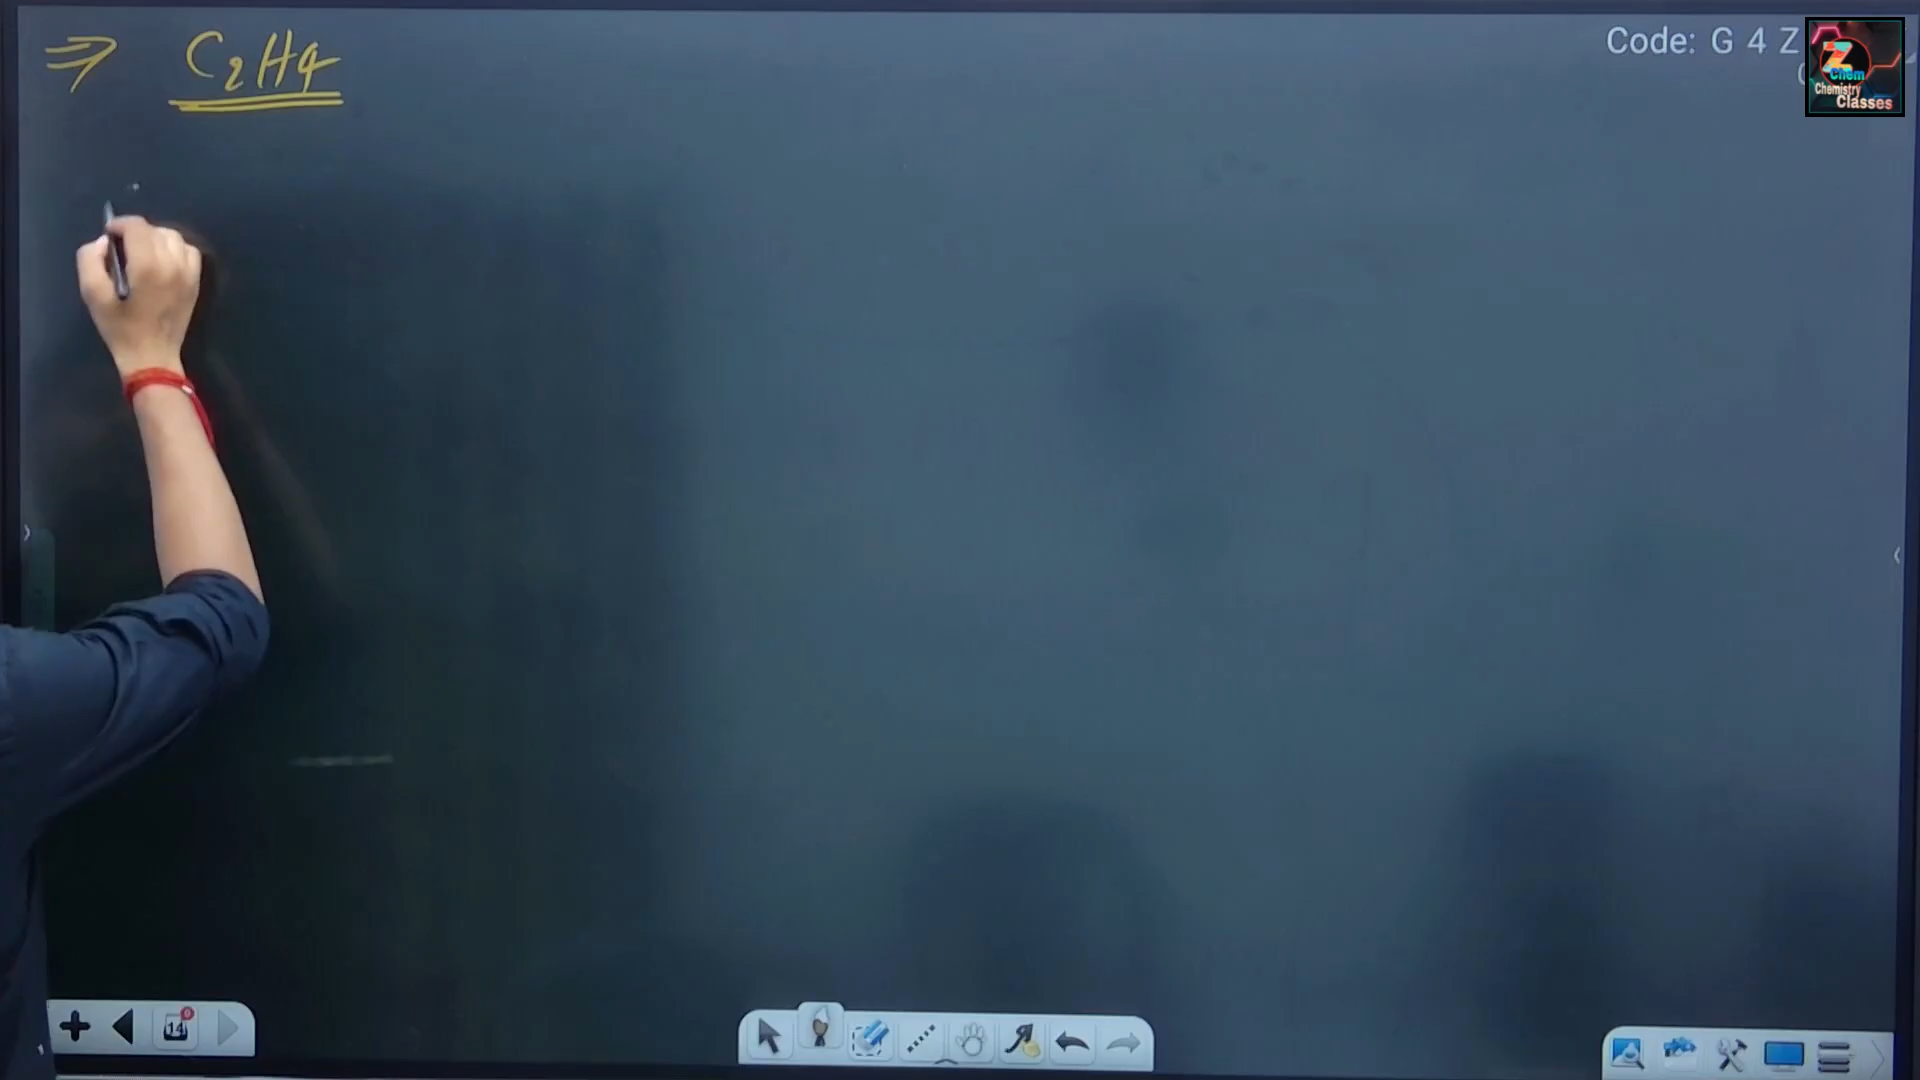 ⇒ C₂H4
Code: G 4 Z
Z
Chem
Chemistry
Classes
14